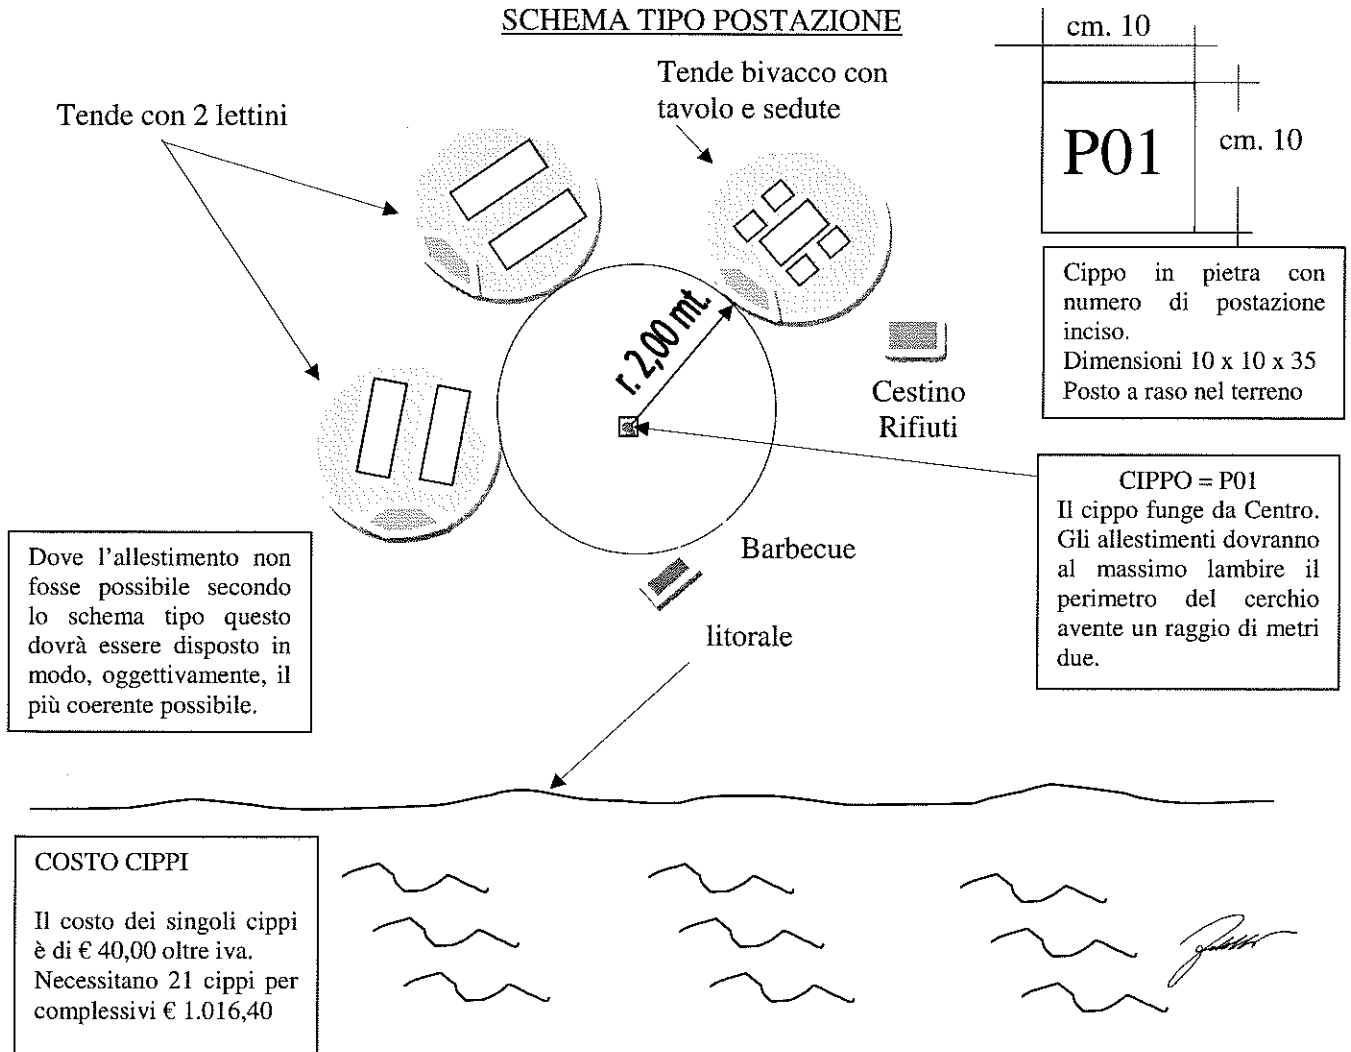 SCHEMA TIPO POSTAZIONE
cm. 10
Tende bivacco con
tavolo e sedute
Tende con 2 lettini
P01
cm. 10
Cippo in pietra con
numero di postazione
inciso.
Dimensioni 10 x 10 x 35
Posto a raso nel terreno
r. 2,00 mt.
Cestino
Rifiuti
CIPPO = P01
Il cippo funge da Centro.
Gli allestimenti dovranno
al massimo lambire il
perimetro del cerchio
avente un raggio di metri
due.
Barbecue
Dove l'allestimento non
fosse possibile secondo
lo schema tipo questo
dovrà essere disposto in
modo, oggettivamente, il
più coerente possibile.
litorale
COSTO CIPPI
Il costo dei singoli cippi
è di € 40,00 oltre iva.
Necessitano 21 cippi per
complessivi € 1.016,40